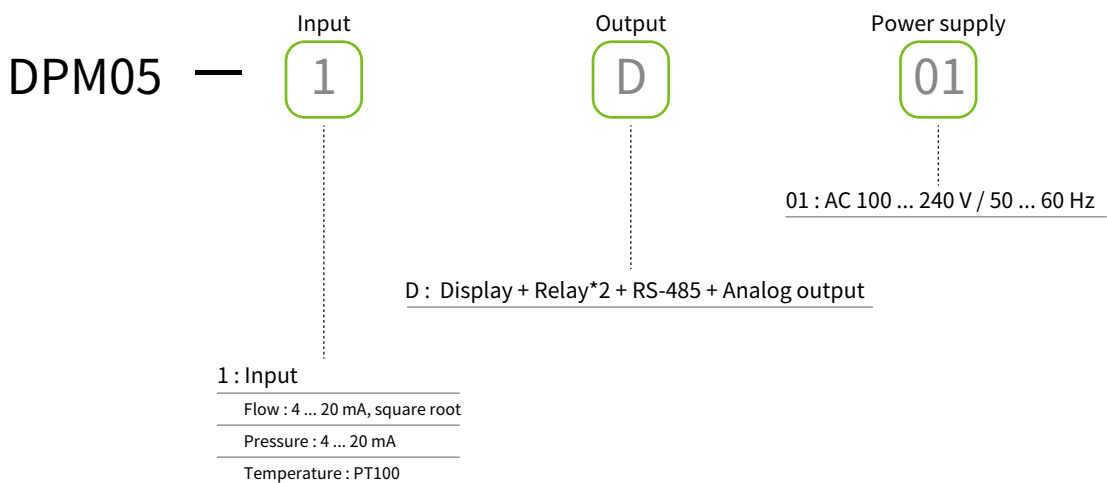 Input Output Power supply
DPM05 — 1 D 01
01 : AC 100 ... 240 V / 50 ... 60 Hz
D : Display + Relay*2 + RS-485 + Analog output
1 : Input
Flow : 4 ... 20 mA, square root
Pressure : 4 ... 20 mA
Temperature : PT100